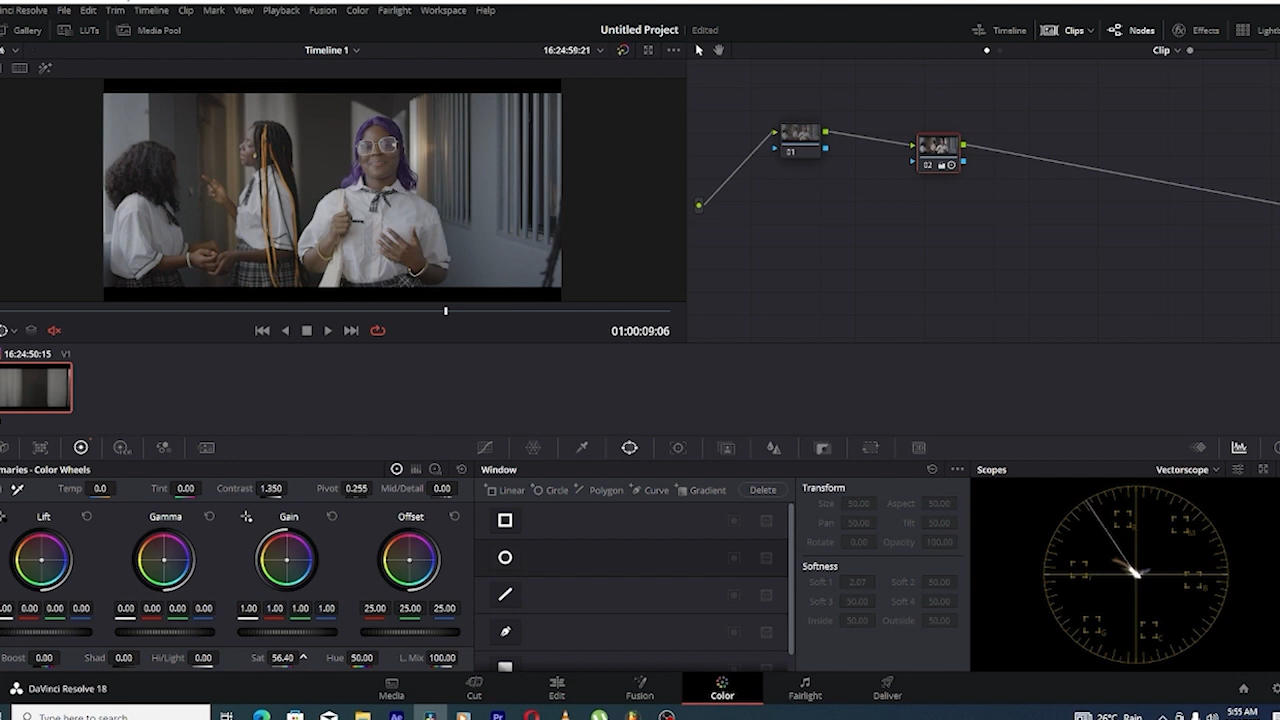 Resolve File Edit Trim Timeline Clip Mark View Playback Fusion Color Fairlight Workspace Help
Gallery LUTs Media Pool Untitled Project Edited Timeline Clips Nodes Effects
Timeline 1 16:24:59:21 Clip
01
02
01:00:09:06
16:24:50:15 V1
Color Wheels Window Scopes Vectorscope
Temp 0.0 Tint 0.00 Contrast 1.350 Pivot 0.255 Mid/Detail 0.00
Linear Circle Polygon Curve Gradient Delete
Transform
Size 50.00 Aspect 50.00
Pan 50.00 Tilt 50.00
Rotate 0.00 Opacity 100.00
Lift Gamma Gain Offset
Softness
Soft 1 2.07 Soft 2 50.00
Soft 3 50.00 Soft 4 50.00
Inside 50.00 Outside 50.00
0.00 0.00 0.00 0.00 0.00 0.00 0.00 1.00 1.00 1.00 1.00 25.00 25.00 25.00
Boost 0.00 Shad 0.00 Hi/Light 0.00 Sat 56.40 Hue 50.00 L. Mix 100.00
DaVinci Resolve 18 Media Cut Edit Fusion Color Fairlight Deliver
Type here to search 26°C Rain 5:55 AM